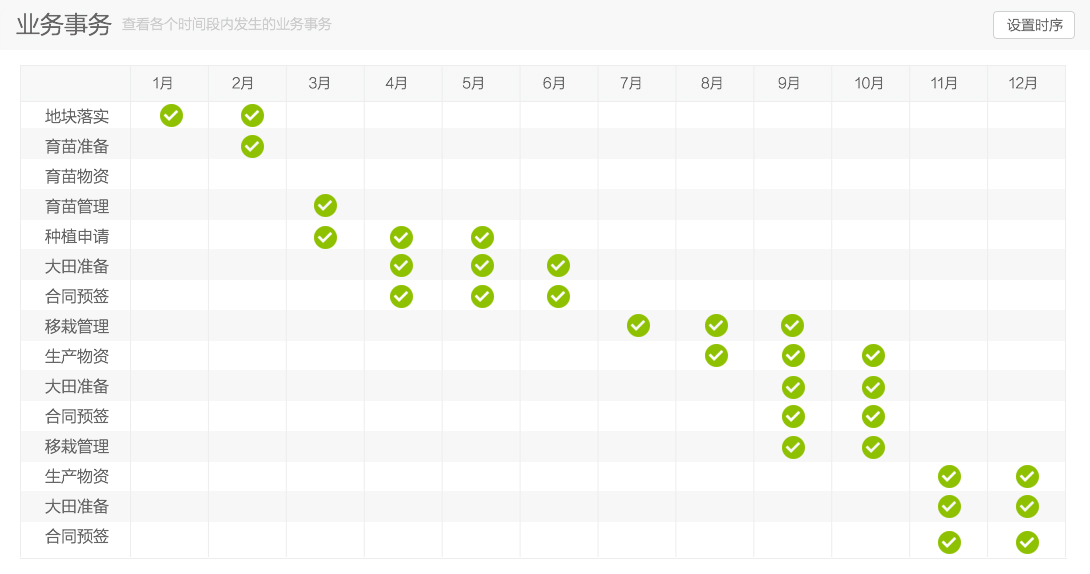 业务事务 查看各个时间段内发生的业务事务 设置时序
1月 2月 3月 4月 5月 6月 7月 8月 9月 10月 11月 12月
地块落实
育苗准备
育苗物资
育苗管理
种植申请
大田准备
合同预签
移栽管理
生产物资
大田准备
合同预签
移栽管理
生产物资
大田准备
合同预签